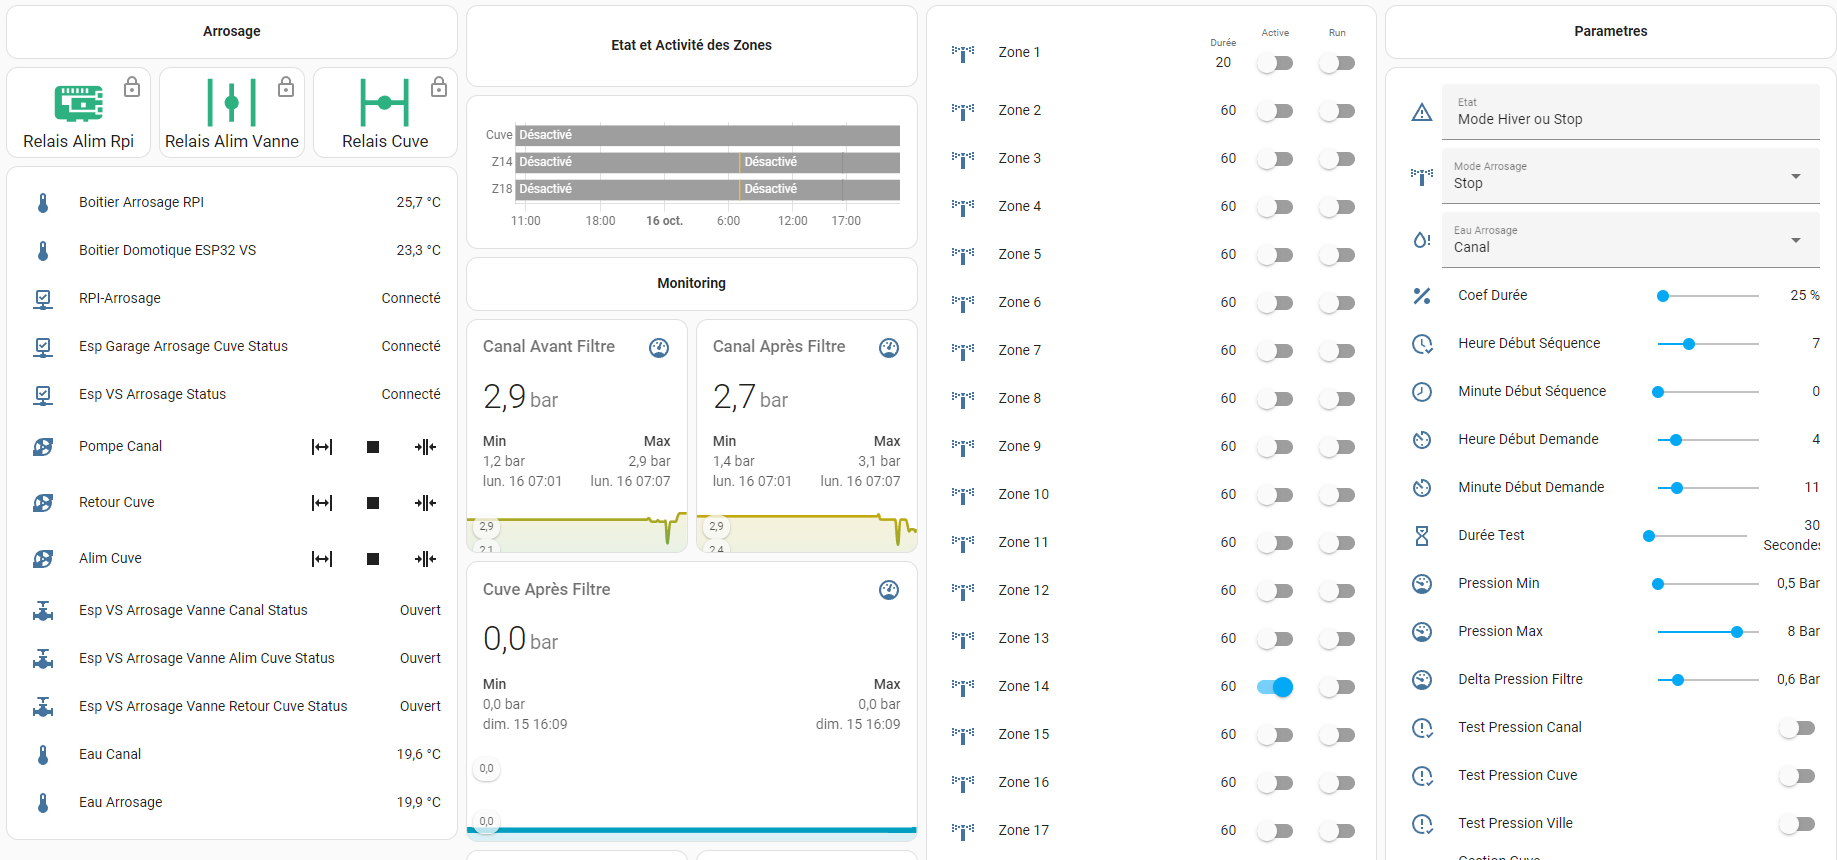 Arrosage
Relais Alim Rpi
Relais Alim Vanne
Relais Cuve
Boitier Arrosage RPI 25,7 °C
Boitier Domotique ESP32 VS 23,3 °C
RPI-Arrosage Connecté
Esp Garage Arrosage Cuve Status Connecté
Esp VS Arrosage Status Connecté
Pompe Canal
Retour Cuve
Alim Cuve
Esp VS Arrosage Vanne Canal Status Ouvert
Esp VS Arrosage Vanne Alim Cuve Status Ouvert
Esp VS Arrosage Vanne Retour Cuve Status Ouvert
Eau Canal 19,6 °C
Eau Arrosage 19,9 °C
Etat et Activité des Zones
Cuve Désactivé
Z14 Désactivé Désactivé
Z18 Désactivé Désactivé
11:00 18:00 16 oct. 6:00 12:00 17:00
Monitoring
Canal Avant Filtre
2,9 bar
Min Max
1,2 bar 2,9 bar
lun. 16 07:01 lun. 16 07:07
2,9
2,1
Canal Après Filtre
2,7 bar
Min Max
1,4 bar 3,1 bar
lun. 16 07:01 lun. 16 07:07
2,9
2,4
Cuve Après Filtre
0,0 bar
Min Max
0,0 bar 0,0 bar
dim. 15 16:09 dim. 15 16:09
0,0
0,0
Durée Active Run
Zone 1 20
Zone 2 60
Zone 3 60
Zone 4 60
Zone 5 60
Zone 6 60
Zone 7 60
Zone 8 60
Zone 9 60
Zone 10 60
Zone 11 60
Zone 12 60
Zone 13 60
Zone 14 60
Zone 15 60
Zone 16 60
Zone 17 60
Parametres
Etat
Mode Hiver ou Stop
Mode Arrosage
Stop
Eau Arrosage
Canal
Coef Durée 25 %
Heure Début Séquence 7
Minute Début Séquence 0
Heure Début Demande 4
Minute Début Demande 11
Durée Test 30 Secondes
Pression Min 0,5 Bar
Pression Max 8 Bar
Delta Pression Filtre 0,6 Bar
Test Pression Canal
Test Pression Cuve
Test Pression Ville
Gestion Cuve